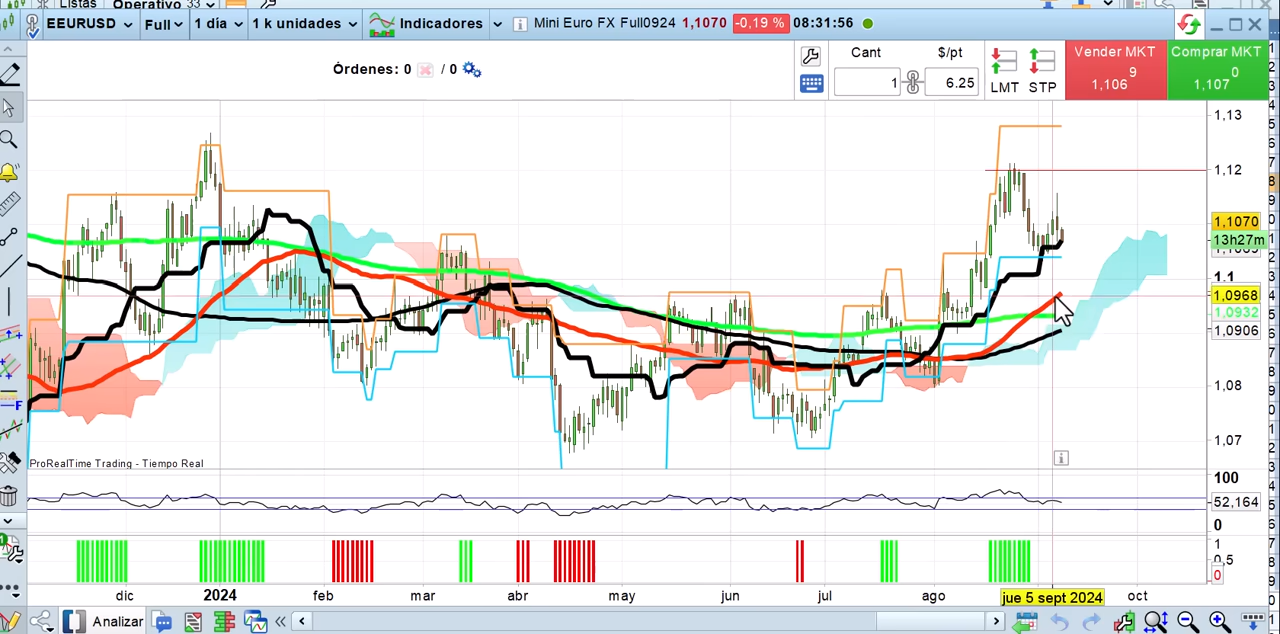 Listas Operativo 33
EEURUSD Full 1 día 1 k unidades Indicadores Mini Euro FX Full0924 1,1070 -0,19 % 08:31:56
Órdenes: 0 / 0
Cant $/pt
1 6.25
LMT STP
Vender MKT
1,106 9
Comprar MKT
1,107 0
1,13
1,12
1,1070
13h27m
1,1
1,0968
1,0932
1,0906
1,08
1,07
ProRealTime Trading - Tiempo Real
100
52,164
0
1
0,5
0
dic 2024 feb mar abr may jun jul ago jue 5 sept 2024 oct
Analizar